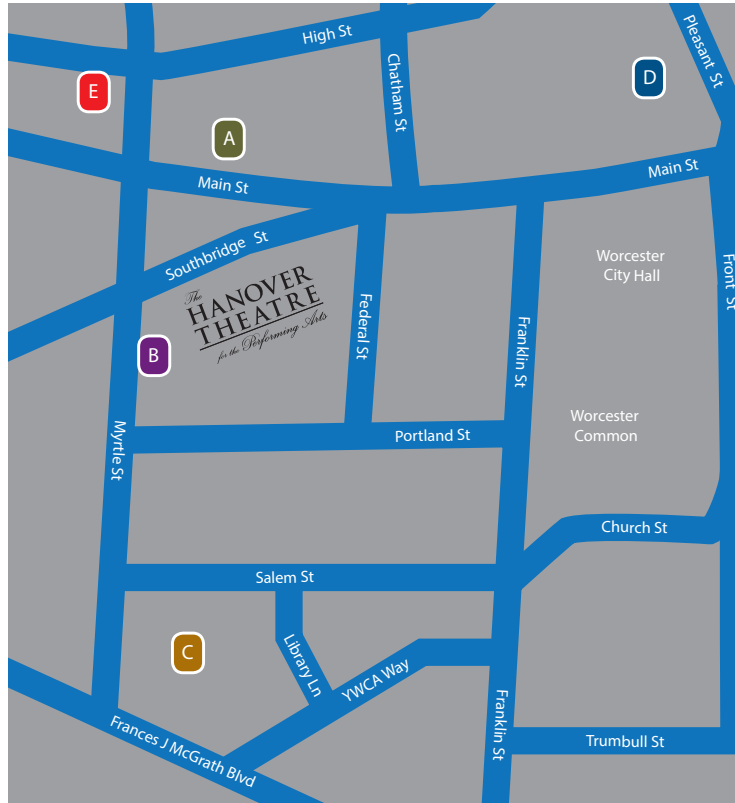 High St
Pleasant St
Chatham St
D
E
A
Main St
Main St
Southbridge St
Worcester
City Hall
Front St
The
HANOVER
THEATRE
for the Performing Arts
Federal St
Franklin St
B
Worcester
Common
Myrtle St
Portland St
Church St
Salem St
C
Library Ln
YWCA Way
Franklin St
Frances J McGrath Blvd
Trumbull St